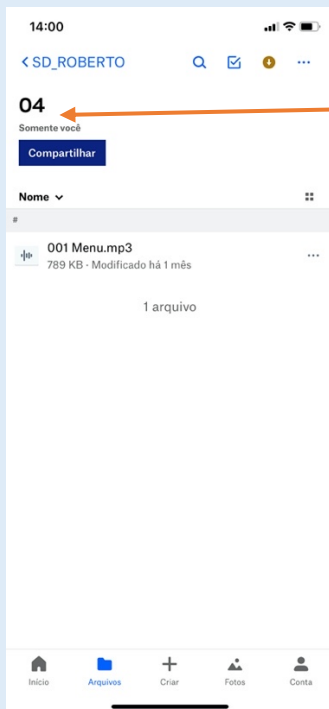 14:00
SD_ROBERTO
04
Somente você
Compartilhar
Nome
#
001 Menu.mp3
789 KB · Modificado há 1 mês
1 arquivo
Início Arquivos Criar Fotos Conta